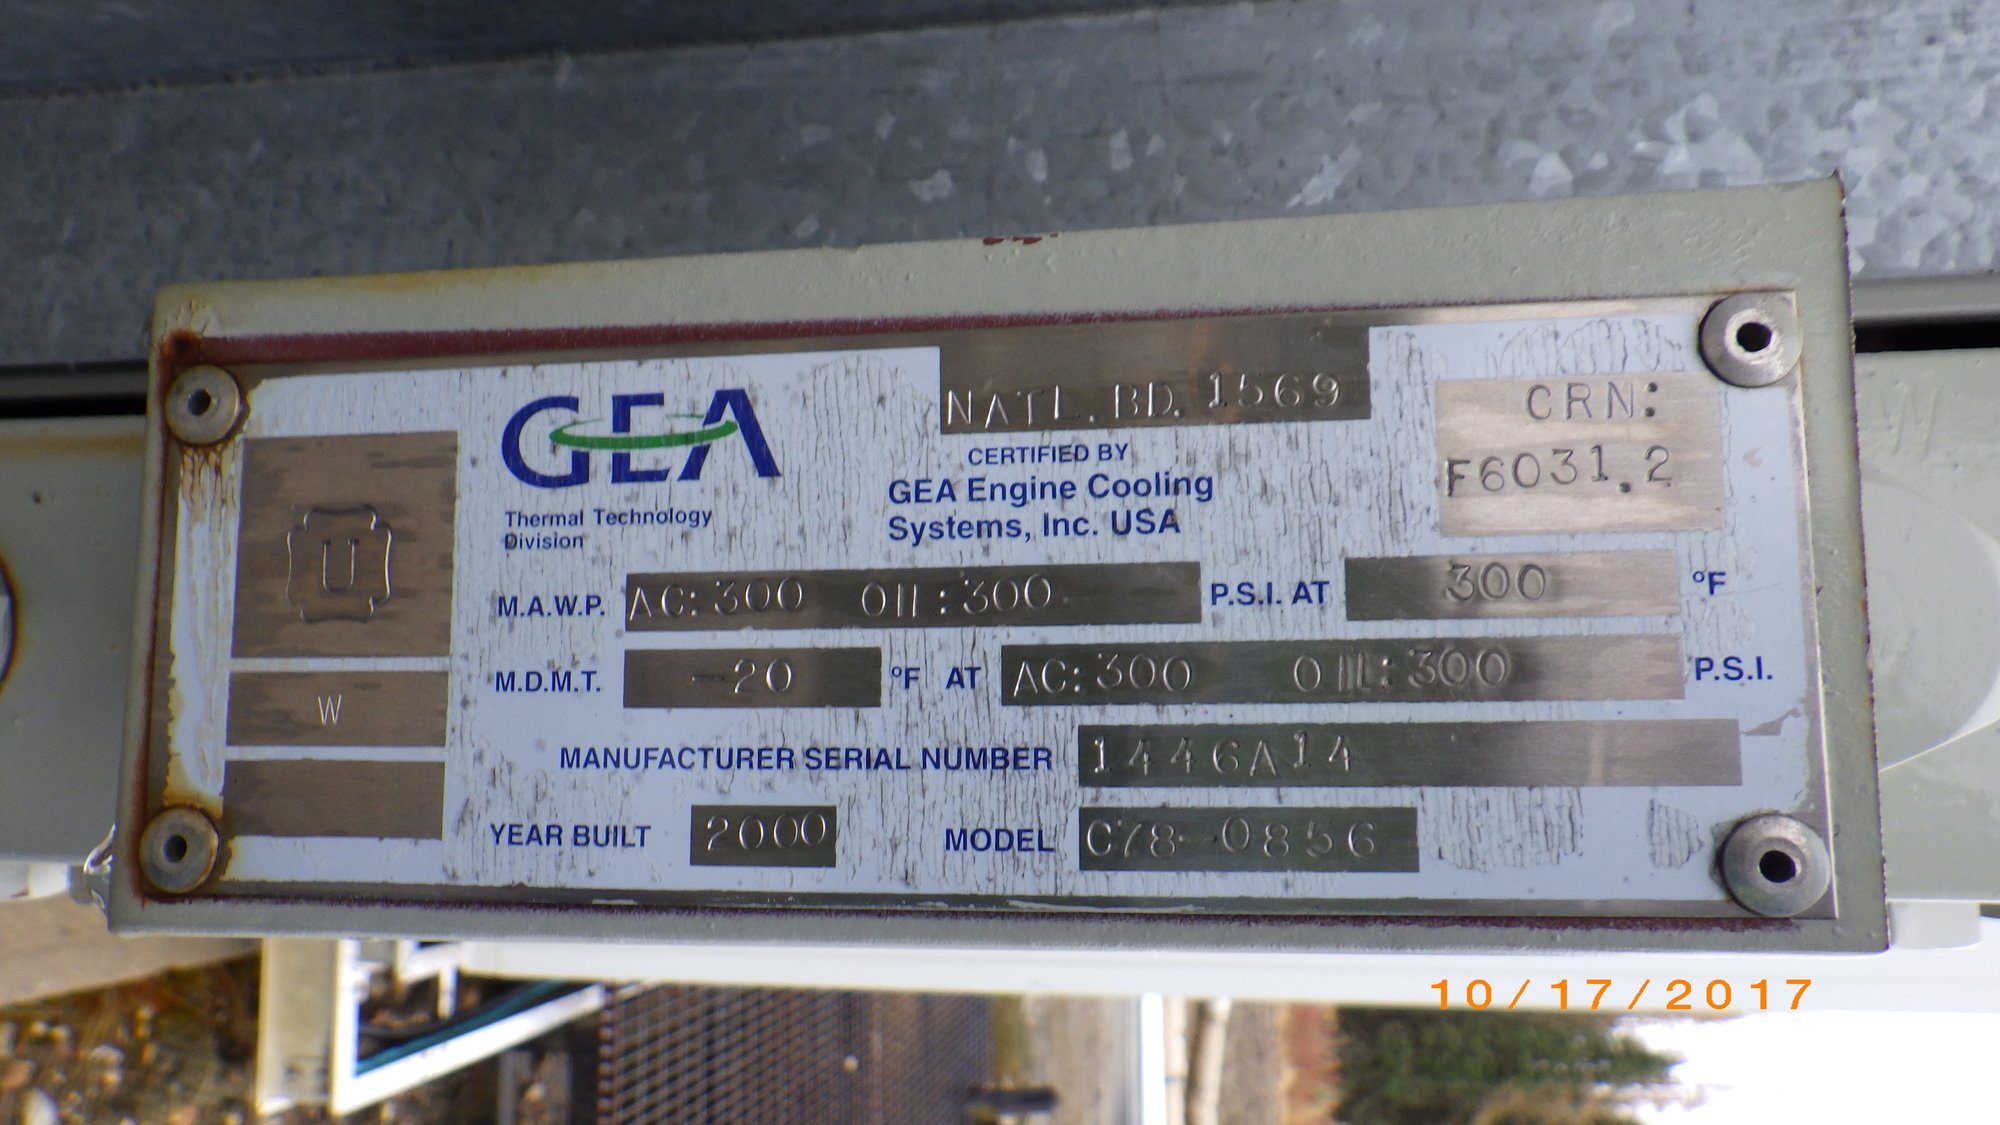 GEA
Thermal Technology
Division
NATL.BD. 1569
CERTIFIED BY
GEA Engine Cooling
Systems, Inc. USA
CRN:
F6031.2
U
W
M.A.W.P. AC:300 OIL:300 P.S.I. AT 300 °F
M.D.M.T. -20 °F AT AC:300 OIL:300 P.S.I.
MANUFACTURER SERIAL NUMBER 1446A14
YEAR BUILT 2000 MODEL C78-0856
10/17/2017